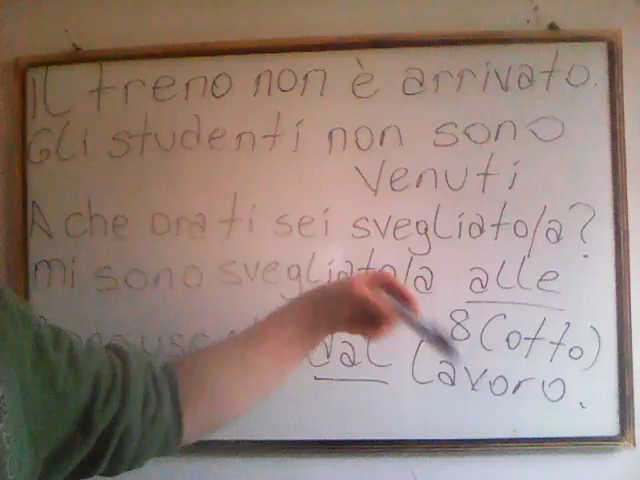 Il treno non è arrivato.
Gli studenti non sono
venuti
A che ora ti sei svegliato/a?
mi sono svegliato/a alle
8 (otto)
dal lavoro.